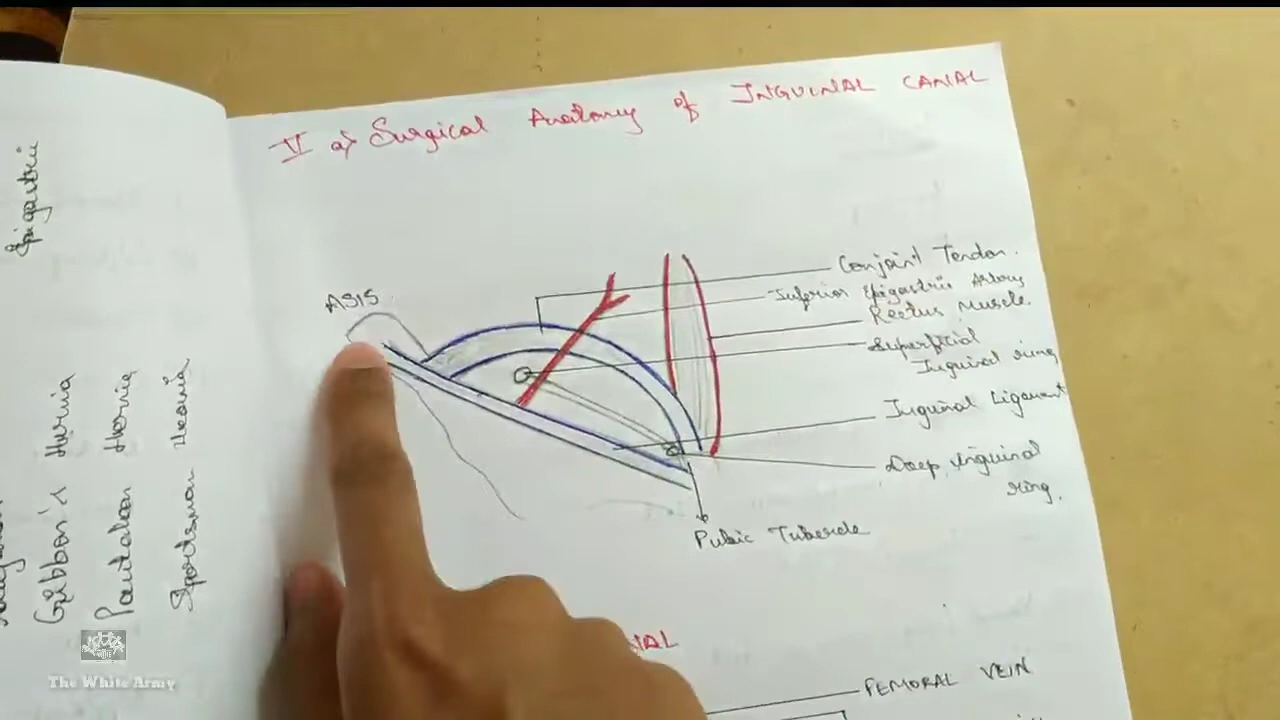 V a) Surgical Anatomy of INGUINAL CANAL
Epigastric
ASIS
Conjoint Tendon.
Inferior Epigastric Artery
Rectus Muscle.
Superficial
Inguinal ring
Inguinal Ligament
Deep Inguinal
ring.
Pubic Tubercle
Gibbon's Hernia
Pantaloon Hernia
Sportsman Hernia
NAL
FEMORAL VEIN
The White Army